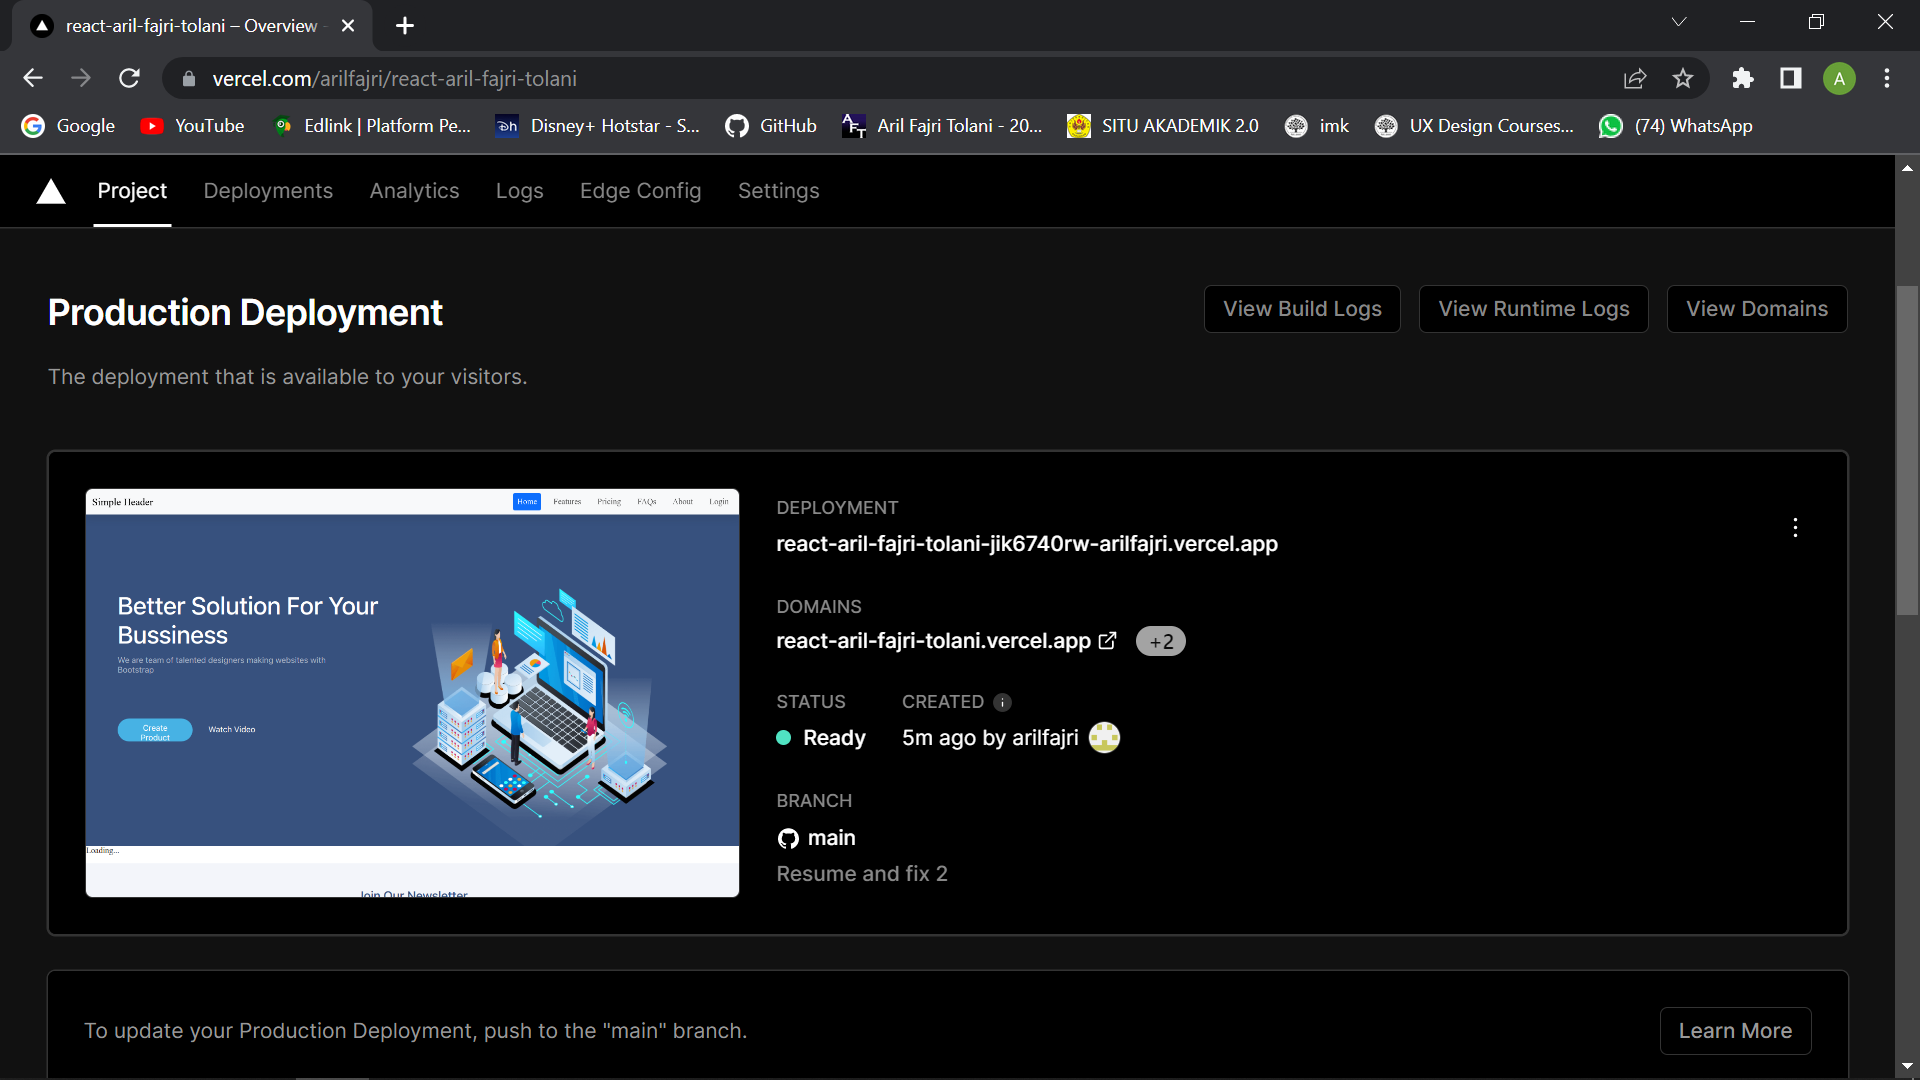 react-aril-fajri-tolani – Overview -
vercel.com/arilfajri/react-aril-fajri-tolani
A
Google
YouTube
Edlink | Platform Pe...
Disney+ Hotstar - S...
GitHub
Aril Fajri Tolani - 20...
SITU AKADEMIK 2.0
imk
UX Design Courses...
(74) WhatsApp
Project
Deployments
Analytics
Logs
Edge Config
Settings
Production Deployment
View Build Logs
View Runtime Logs
View Domains
The deployment that is available to your visitors.
Simple Header
Home
Features
Pricing
FAQs
About
Login
Better Solution For Your
Bussiness
We are team of talented designers making websites with
Bootstrap
Create
Product
Watch Video
Loading...
Join Our Newsletter
DEPLOYMENT
react-aril-fajri-tolani-jik6740rw-arilfajri.vercel.app
DOMAINS
react-aril-fajri-tolani.vercel.app
+2
STATUS
CREATED
Ready
5m ago by arilfajri
BRANCH
main
Resume and fix 2
To update your Production Deployment, push to the "main" branch.
Learn More